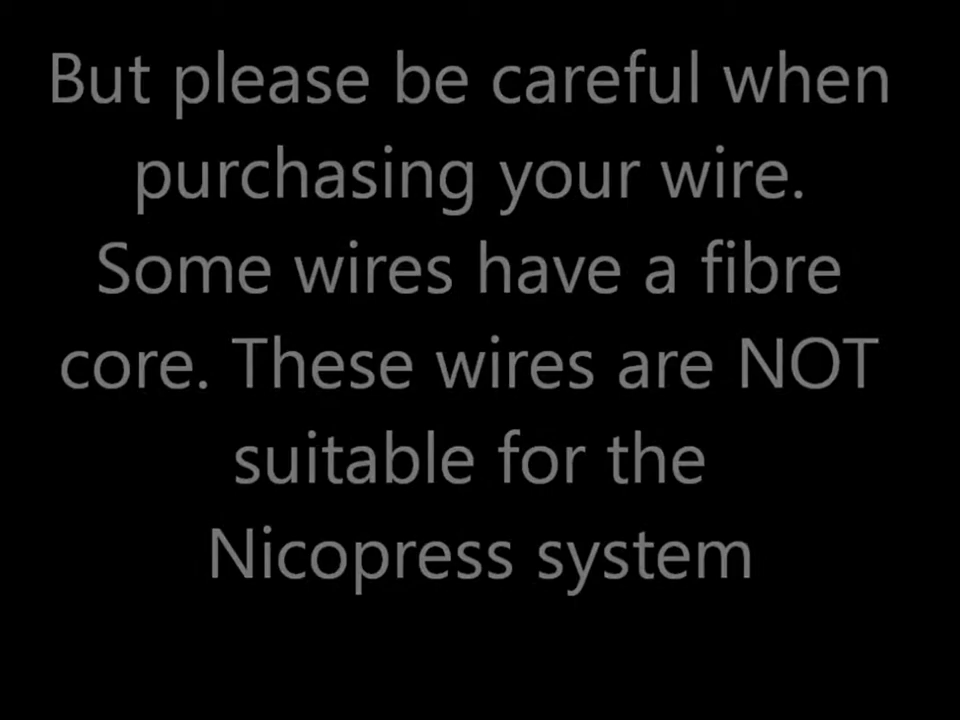 But please be careful when
purchasing your wire.
Some wires have a fibre
core. These wires are NOT
suitable for the
Nicopress system